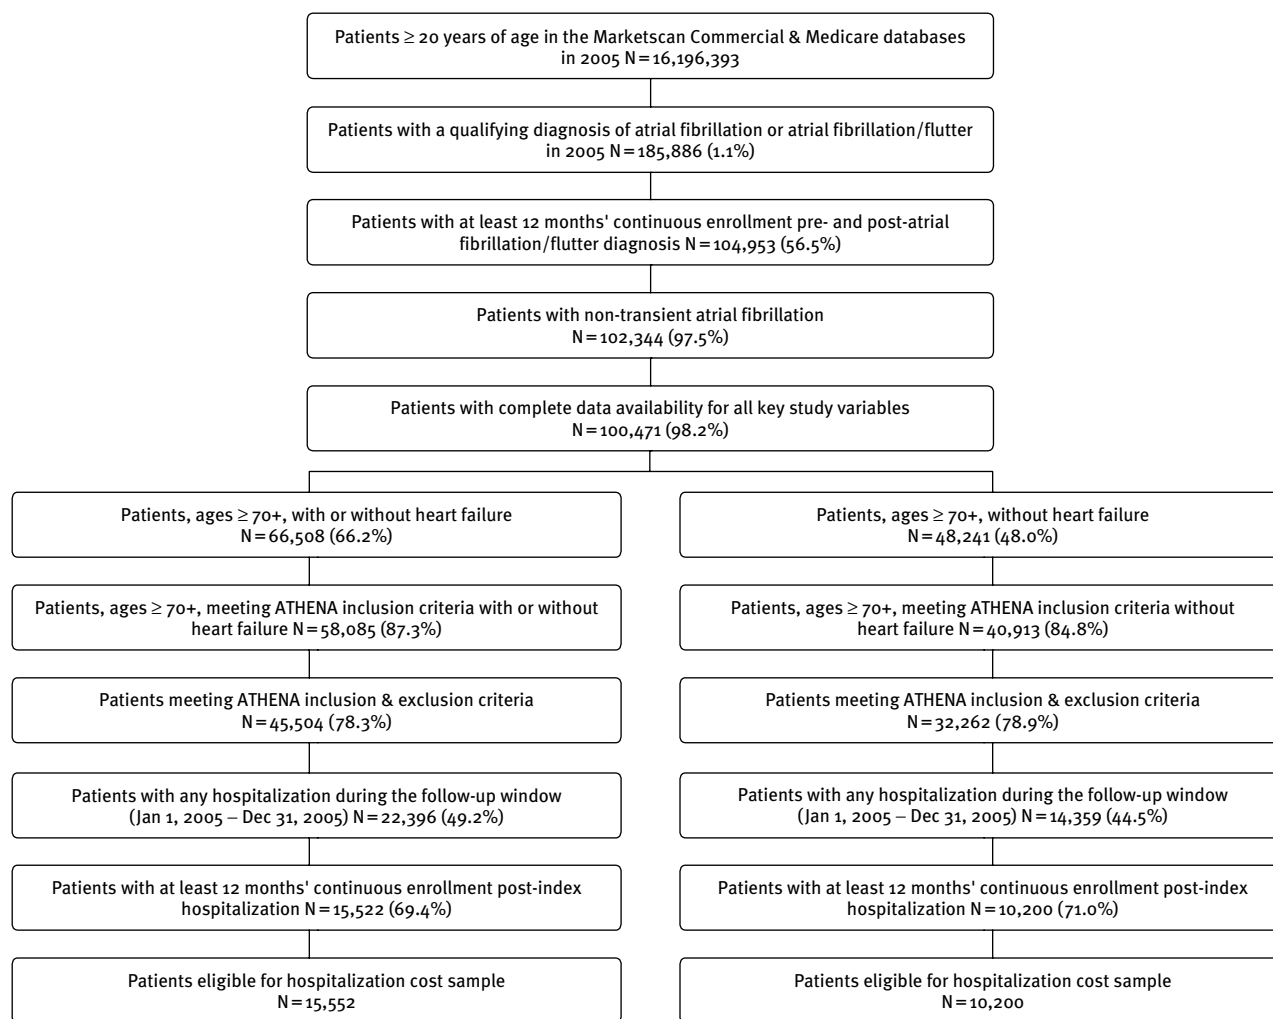 Patients ≥ 20 years of age in the Marketscan Commercial & Medicare databases
in 2005 N = 16,196,393
Patients with a qualifying diagnosis of atrial fibrillation or atrial fibrillation/flutter
in 2005 N = 185,886 (1.1%)
Patients with at least 12 months' continuous enrollment pre- and post-atrial
fibrillation/flutter diagnosis N = 104,953 (56.5%)
Patients with non-transient atrial fibrillation
N = 102,344 (97.5%)
Patients with complete data availability for all key study variables
N = 100,471 (98.2%)
Patients, ages ≥ 70+, with or without heart failure
N = 66,508 (66.2%)
Patients, ages ≥ 70+, meeting ATHENA inclusion criteria with or without
heart failure N = 58,085 (87.3%)
Patients meeting ATHENA inclusion & exclusion criteria
N = 45,504 (78.3%)
Patients with any hospitalization during the follow-up window
(Jan 1, 2005 – Dec 31, 2005) N = 22,396 (49.2%)
Patients with at least 12 months' continuous enrollment post-index
hospitalization N = 15,522 (69.4%)
Patients eligible for hospitalization cost sample
N = 15,552
Patients, ages ≥ 70+, without heart failure
N = 48,241 (48.0%)
Patients, ages ≥ 70+, meeting ATHENA inclusion criteria without
heart failure N = 40,913 (84.8%)
Patients meeting ATHENA inclusion & exclusion criteria
N = 32,262 (78.9%)
Patients with any hospitalization during the follow-up window
(Jan 1, 2005 – Dec 31, 2005) N = 14,359 (44.5%)
Patients with at least 12 months' continuous enrollment post-index
hospitalization N = 10,200 (71.0%)
Patients eligible for hospitalization cost sample
N = 10,200